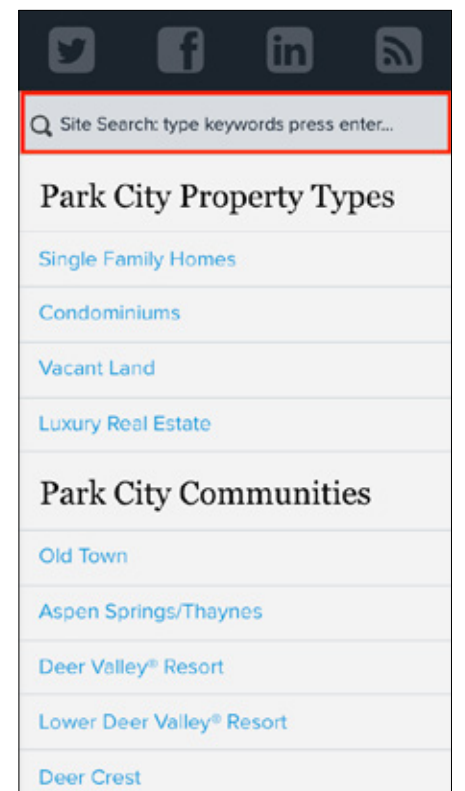 Site Search: type keywords press enter...
Park City Property Types
Single Family Homes
Condominiums
Vacant Land
Luxury Real Estate
Park City Communities
Old Town
Aspen Springs/Thaynes
Deer Valley® Resort
Lower Deer Valley® Resort
Deer Crest